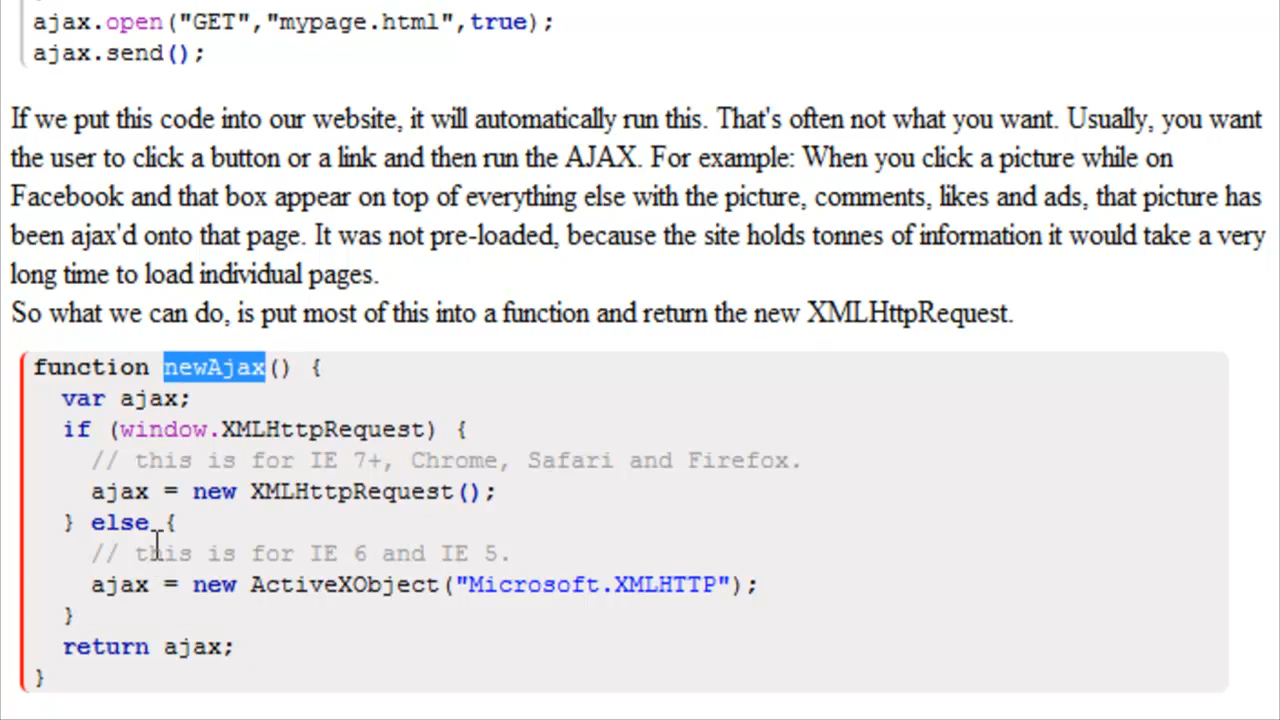 ajax.open("GET","mypage.html",true);
ajax.send();
If we put this code into our website, it will automatically run this. That's often not what you want. Usually, you want
the user to click a button or a link and then run the AJAX. For example: When you click a picture while on
Facebook and that box appear on top of everything else with the picture, comments, likes and ads, that picture has
been ajax'd onto that page. It was not pre-loaded, because the site holds tonnes of information it would take a very
long time to load individual pages.
So what we can do, is put most of this into a function and return the new XMLHttpRequest.
function newAjax() {
  var ajax;
  if (window.XMLHttpRequest) {
    // this is for IE 7+, Chrome, Safari and Firefox.
    ajax = new XMLHttpRequest();
  } else {
    // this is for IE 6 and IE 5.
    ajax = new ActiveXObject("Microsoft.XMLHTTP");
  }
  return ajax;
}